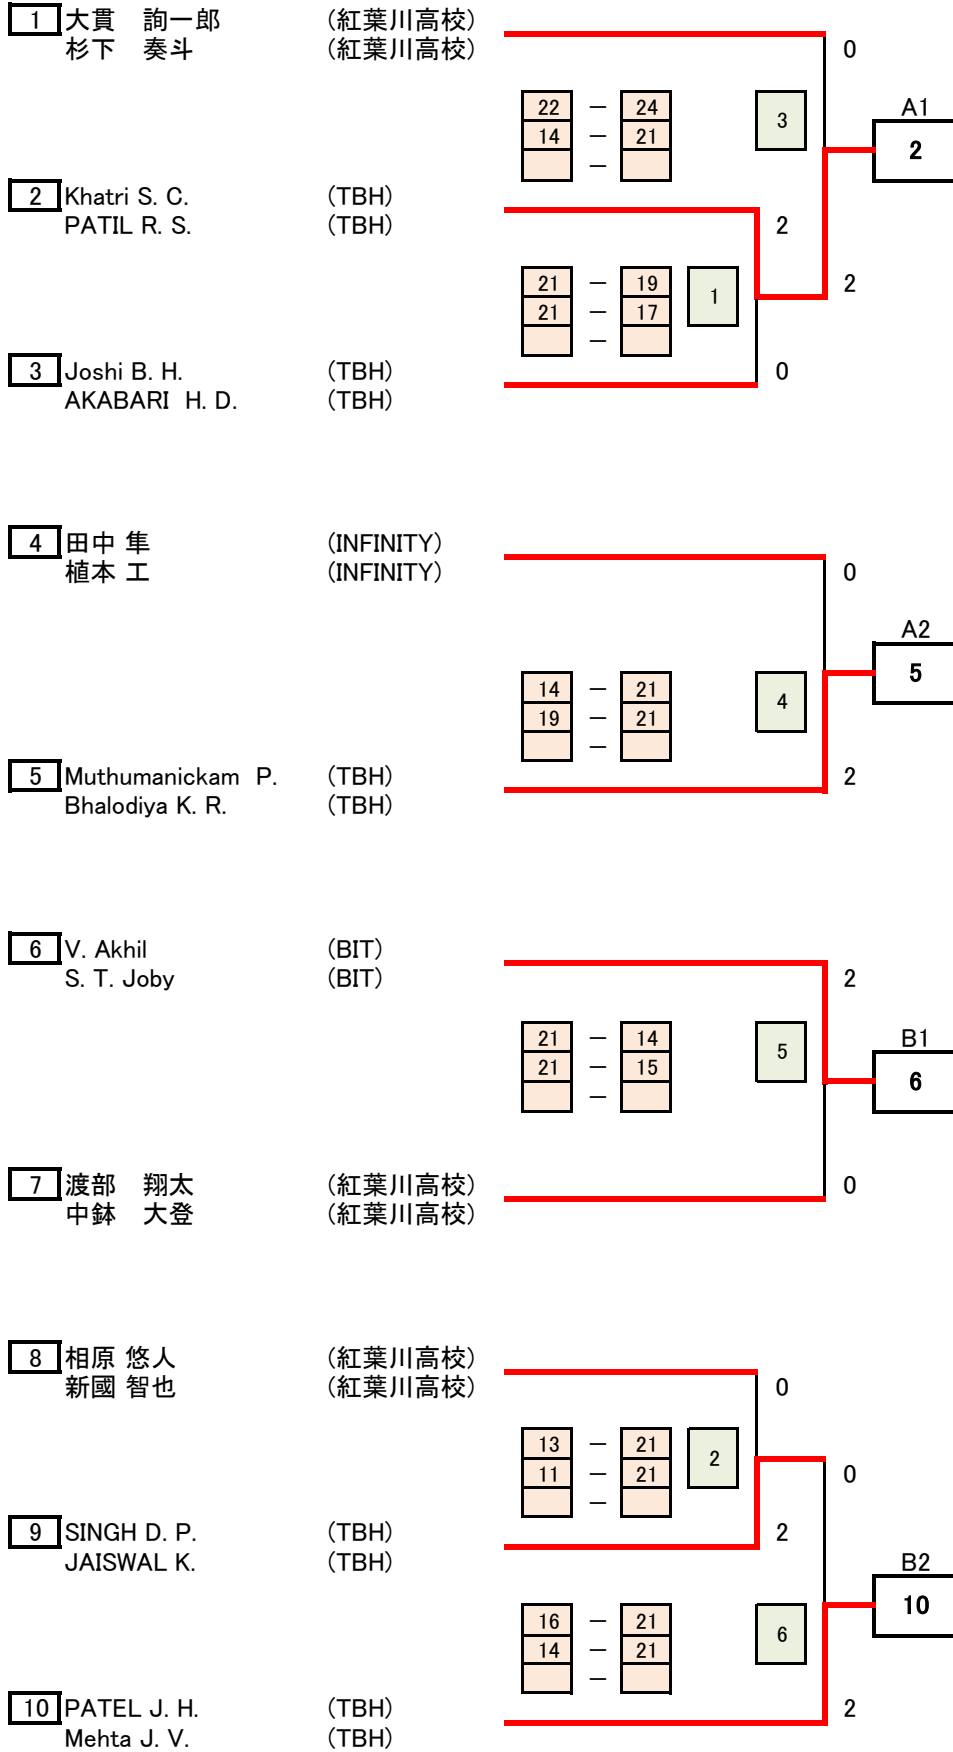 1 大貫　詢一郎 (紅葉川高校)
杉下　奏斗 (紅葉川高校)
0
22 － 24
14 － 21
－
3
A1
2
2 Khatri S. C. (TBH)
PATIL R. S. (TBH)
2
21 － 19
21 － 17
－
1
2
3 Joshi B. H. (TBH)
AKABARI H. D. (TBH)
0
4 田中 隼 (INFINITY)
植本 工 (INFINITY)
0
A2
5
14 － 21
19 － 21
－
4
5 Muthumanickam P. (TBH)
Bhalodiya K. R. (TBH)
2
6 V. Akhil (BIT)
S. T. Joby (BIT)
2
21 － 14
21 － 15
－
5
B1
6
7 渡部　翔太 (紅葉川高校)
中鉢　大登 (紅葉川高校)
0
8 相原 悠人 (紅葉川高校)
新國 智也 (紅葉川高校)
0
13 － 21
11 － 21
－
2
0
9 SINGH D. P. (TBH)
JAISWAL K. (TBH)
2
B2
10
16 － 21
14 － 21
－
6
10 PATEL J. H. (TBH)
Mehta J. V. (TBH)
2